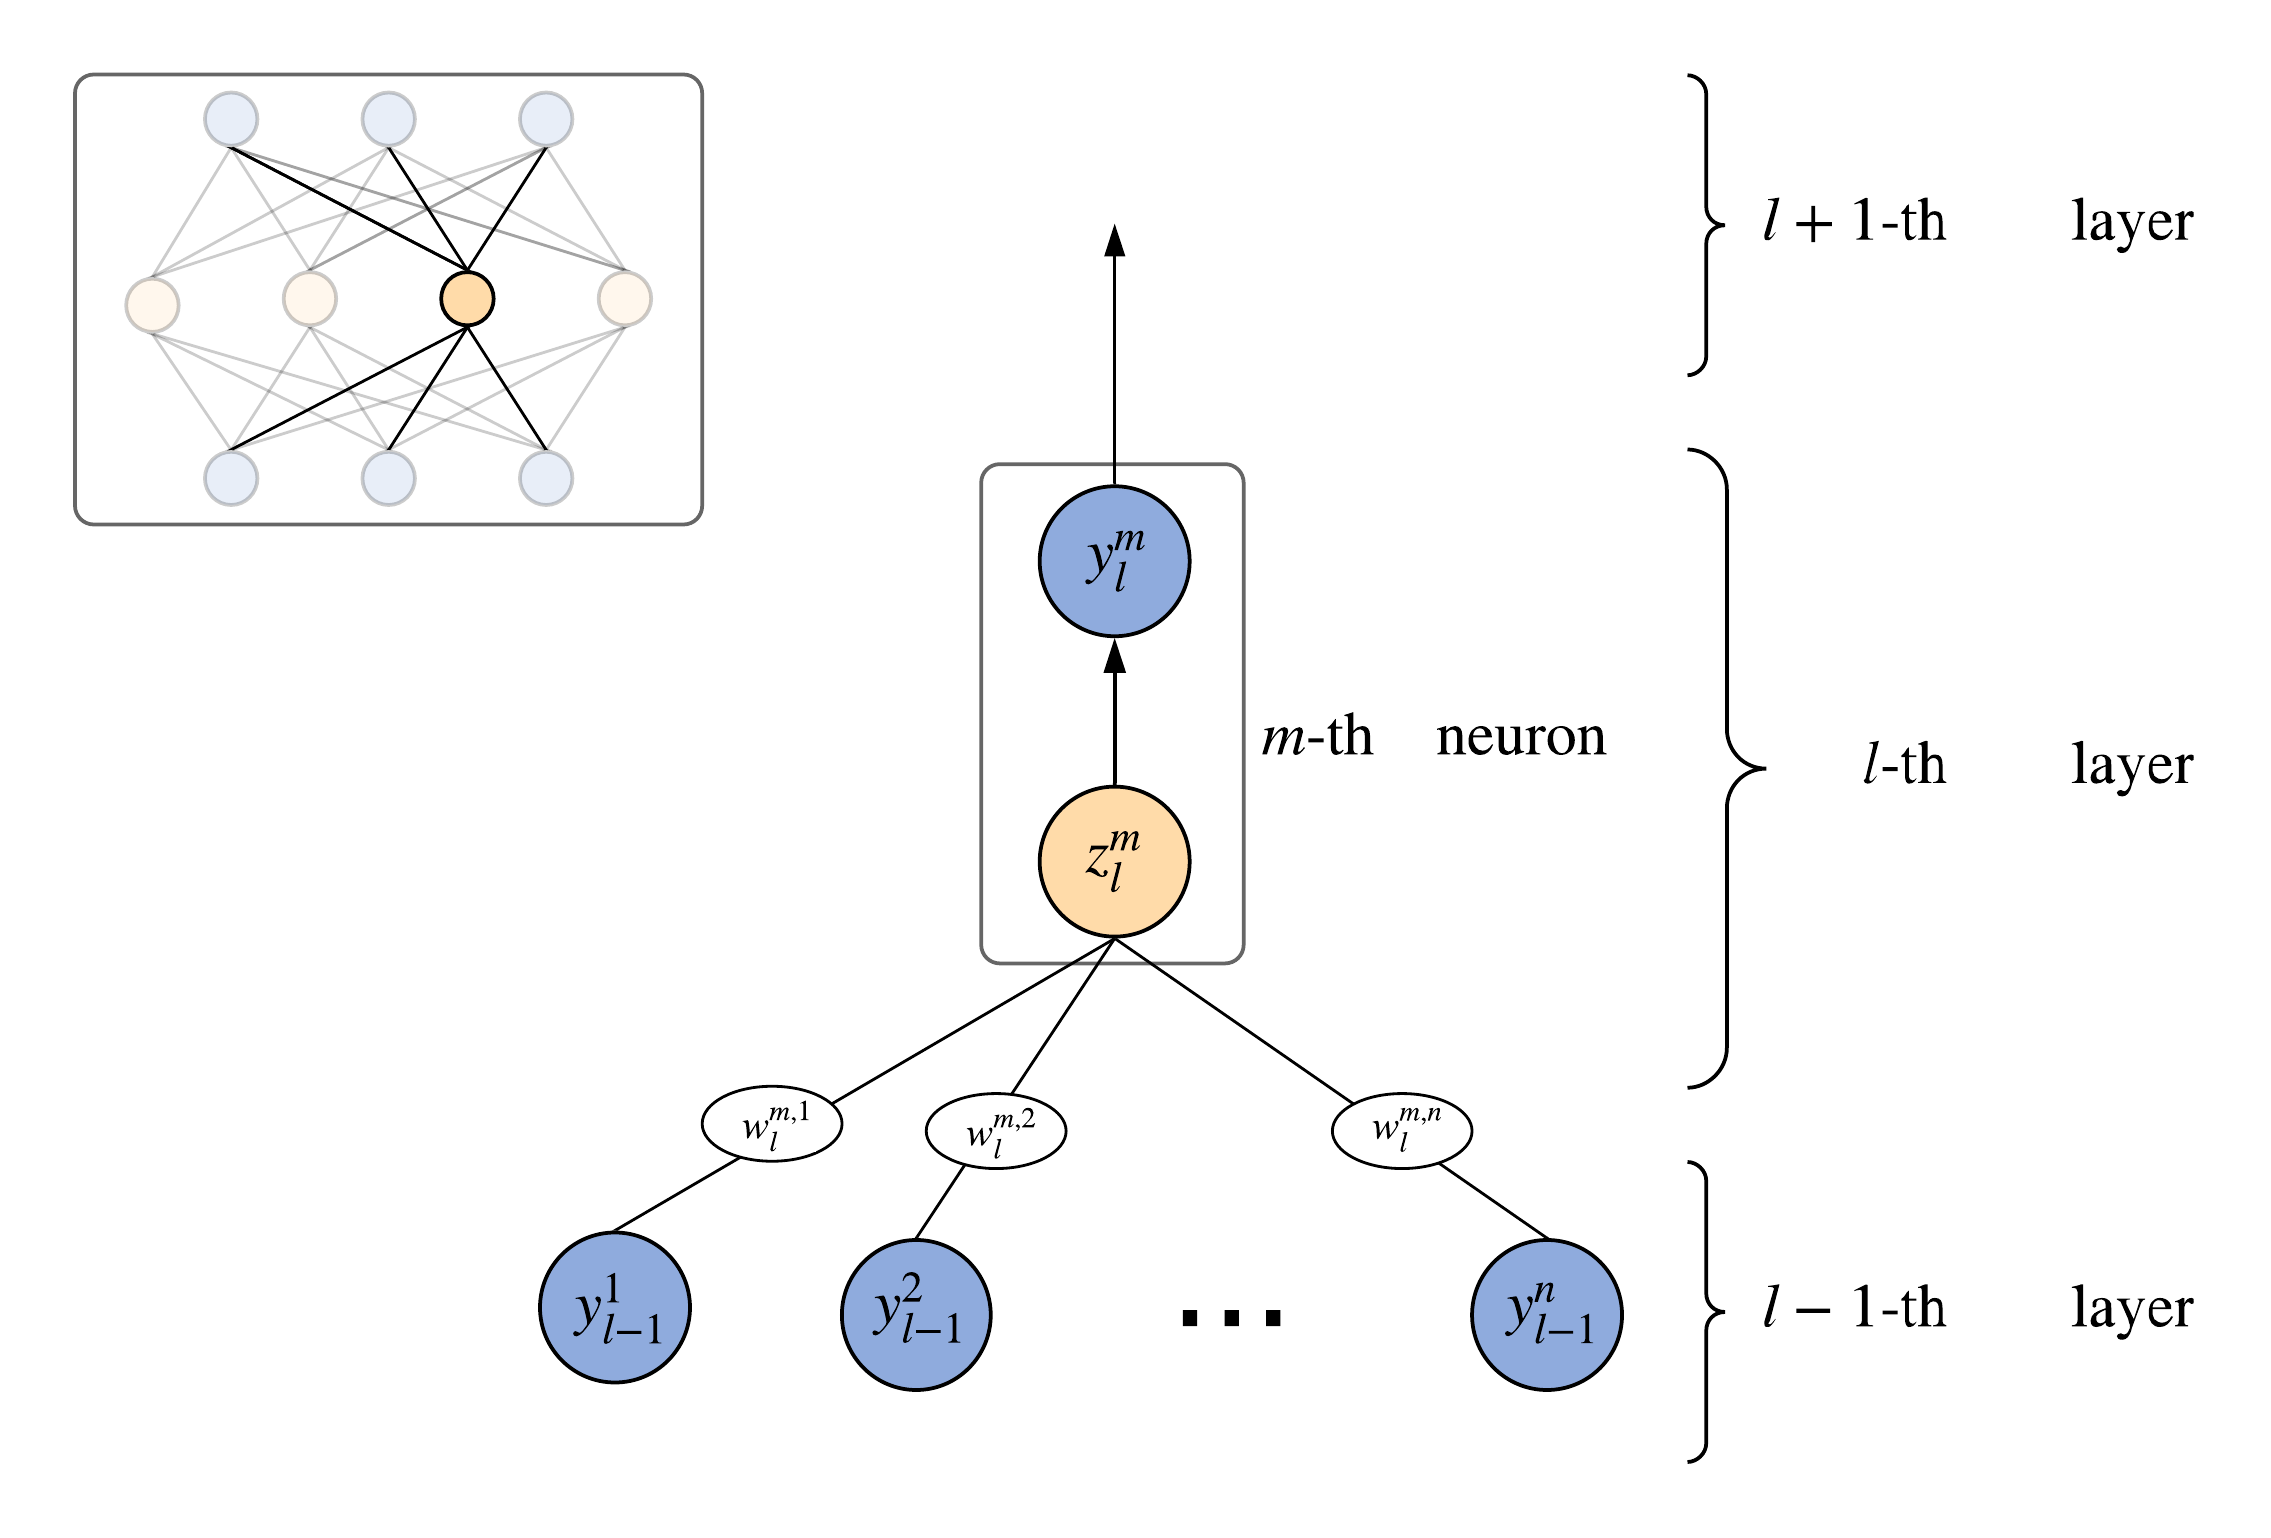 l + 1-th layer
y_l^m
m-th neuron
l-th layer
z_l^m
w_l^{m,1} w_l^{m,2} w_l^{m,n}
y_{l−1}^1 y_{l−1}^2 ... y_{l−1}^n
l − 1-th layer